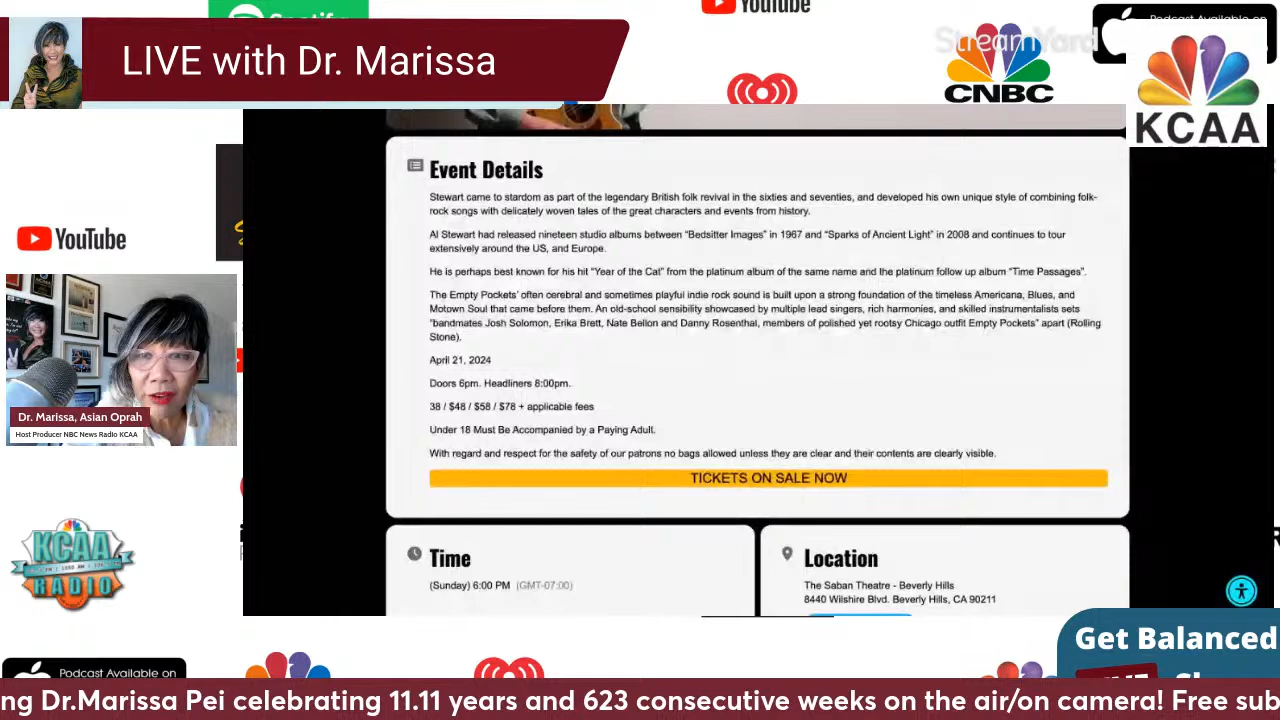 Spotify
YouTube
Podcast Available on
StreamYard
LIVE with Dr. Marissa
CNBC
KCAA
Event Details
Stewart came to stardom as part of the legendary British folk revival in the sixties and seventies, and developed his own unique style of combining folk-
rock songs with delicately woven tales of the great characters and events from history.
Al Stewart had released nineteen studio albums between “Bedsitter Images” in 1967 and “Sparks of Ancient Light” in 2008 and continues to tour
extensively around the US, and Europe.
He is perhaps best known for his hit “Year of the Cat” from the platinum album of the same name and the platinum follow up album “Time Passages”.
The Empty Pockets’ often cerebral and sometimes playful indie rock sound is built upon a strong foundation of the timeless Americana, Blues, and
Motown Soul that came before them. An old-school sensibility showcased by multiple lead singers, rich harmonies, and skilled instrumentalists sets
“bandmates Josh Solomon, Erika Brett, Nate Bellon and Danny Rosenthal, members of polished yet rootsy Chicago outfit Empty Pockets” apart (Rolling
Stone).
April 21, 2024
Doors 6pm. Headliners 8:00pm.
38 / $48 / $58 / $78 + applicable fees
Under 18 Must Be Accompanied by a Paying Adult.
With regard and respect for the safety of our patrons no bags allowed unless they are clear and their contents are clearly visible.
TICKETS ON SALE NOW
Time
(Sunday) 6:00 PM (GMT-07:00)
Location
The Saban Theatre - Beverly Hills
8440 Wilshire Blvd. Beverly Hills, CA 90211
YouTube
Dr. Marissa, Asian Oprah
Host Producer NBC News Radio KCAA
KCAA
RADIO
Podcast Available on
Get Balanced
ng Dr.Marissa Pei celebrating 11.11 years and 623 consecutive weeks on the air/on camera! Free sub